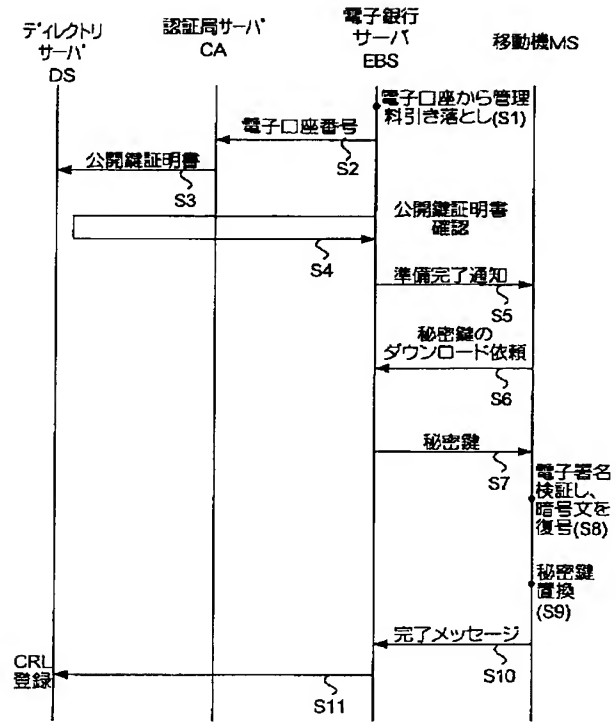 ディレクトリ
サーバ
DS
認証局サーバ
CA
電子銀行
サーバ
EBS
移動機MS
電子口座から管理
料引き落とし(S1)
電子口座番号
S2
公開鍵証明書
S3
公開鍵証明書
確認
S4
準備完了通知
S5
秘密鍵の
ダウンロード依頼
S6
秘密鍵
S7
電子署名
検証し、
暗号文を
復号(S8)
秘密鍵
置換
(S9)
完了メッセージ
S10
CRL
登録
S11